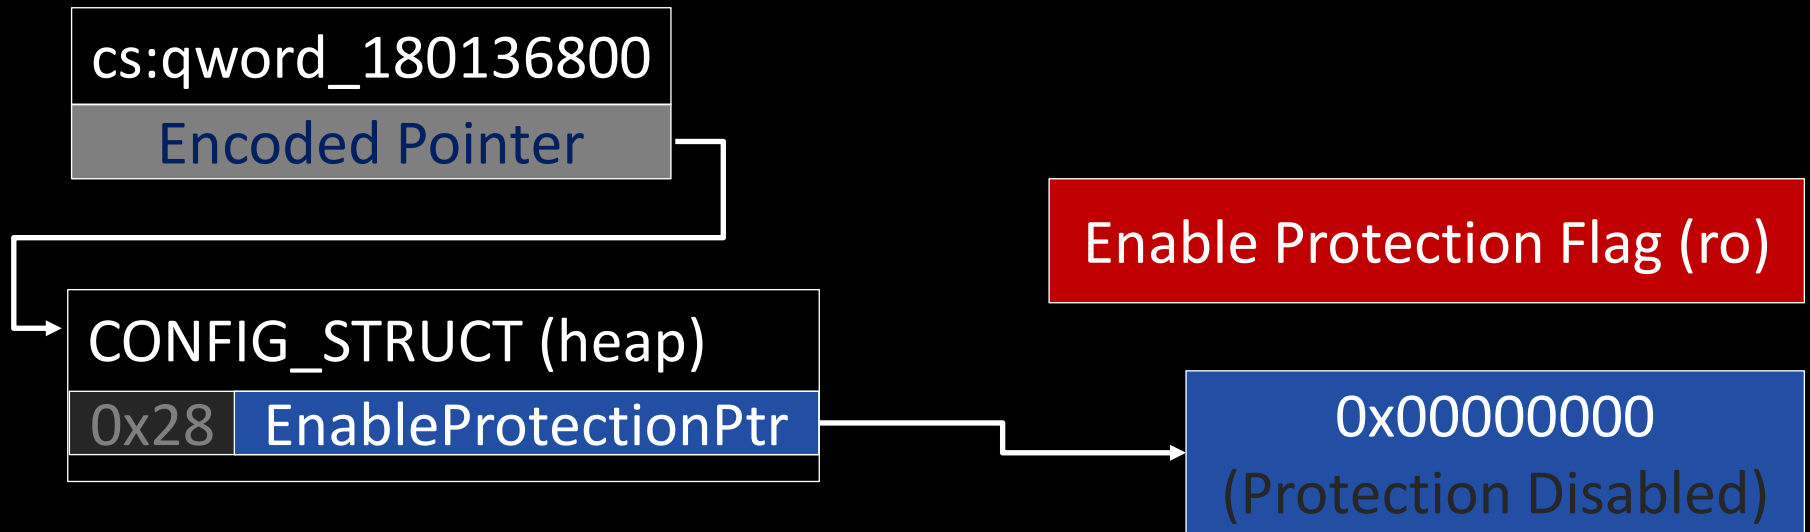 cs:qword_180136800
Encoded Pointer
Enable Protection Flag (ro)
CONFIG_STRUCT (heap)
0x28 EnableProtectionPtr
0x00000000
(Protection Disabled)